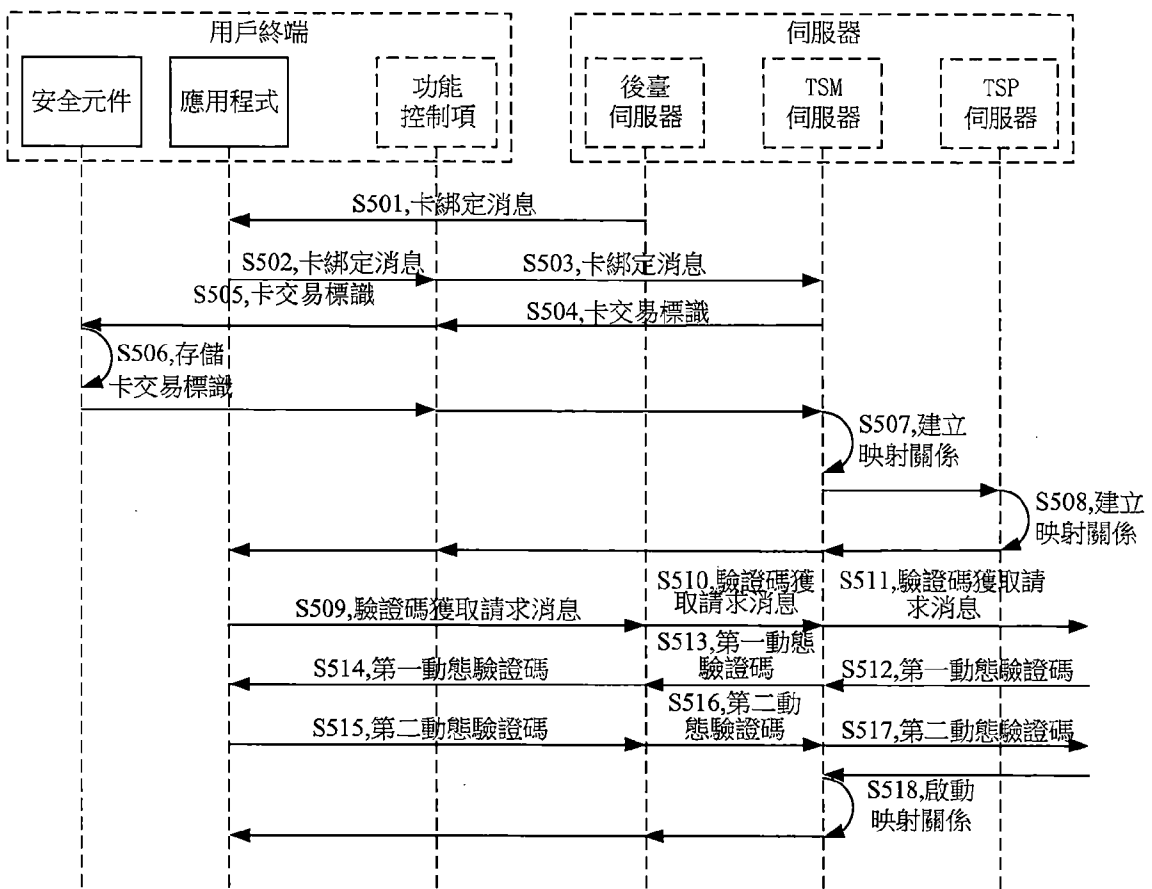 用戶終端
伺服器
安全元件
應用程式
功能
控制項
後臺
伺服器
TSM
伺服器
TSP
伺服器
S501,卡綁定消息
S502,卡綁定消息
S503,卡綁定消息
S505,卡交易標識
S504,卡交易標識
S506,存儲
卡交易標識
S507,建立
映射關係
S508,建立
映射關係
S509,驗證碼獲取請求消息
S510,驗證碼獲
取請求消息
S511,驗證碼獲取請
求消息
S514,第一動態驗證碼
S513,第一動態
驗證碼
S512,第一動態驗證碼
S515,第二動態驗證碼
S516,第二動
態驗證碼
S517,第二動態驗證碼
S518,啟動
映射關係